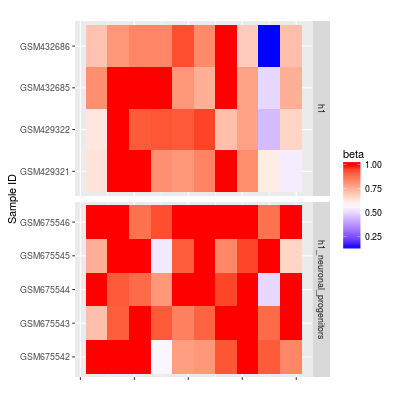 Sample ID
GSM432686
GSM432685
GSM429322
GSM429321
h1
GSM675546
GSM675545
GSM675544
GSM675543
GSM675542
h1_neuronal_progenitors
beta
1.00
0.75
0.50
0.25